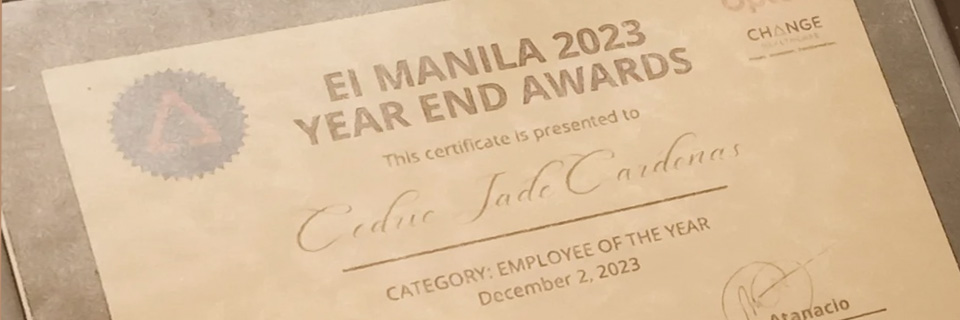 CHANGE
HEALTHCARE
EI MANILA 2023
YEAR END AWARDS
This certificate is presented to
Cedric Jade Cardenas
CATEGORY: EMPLOYEE OF THE YEAR
December 2, 2023
Atanacio